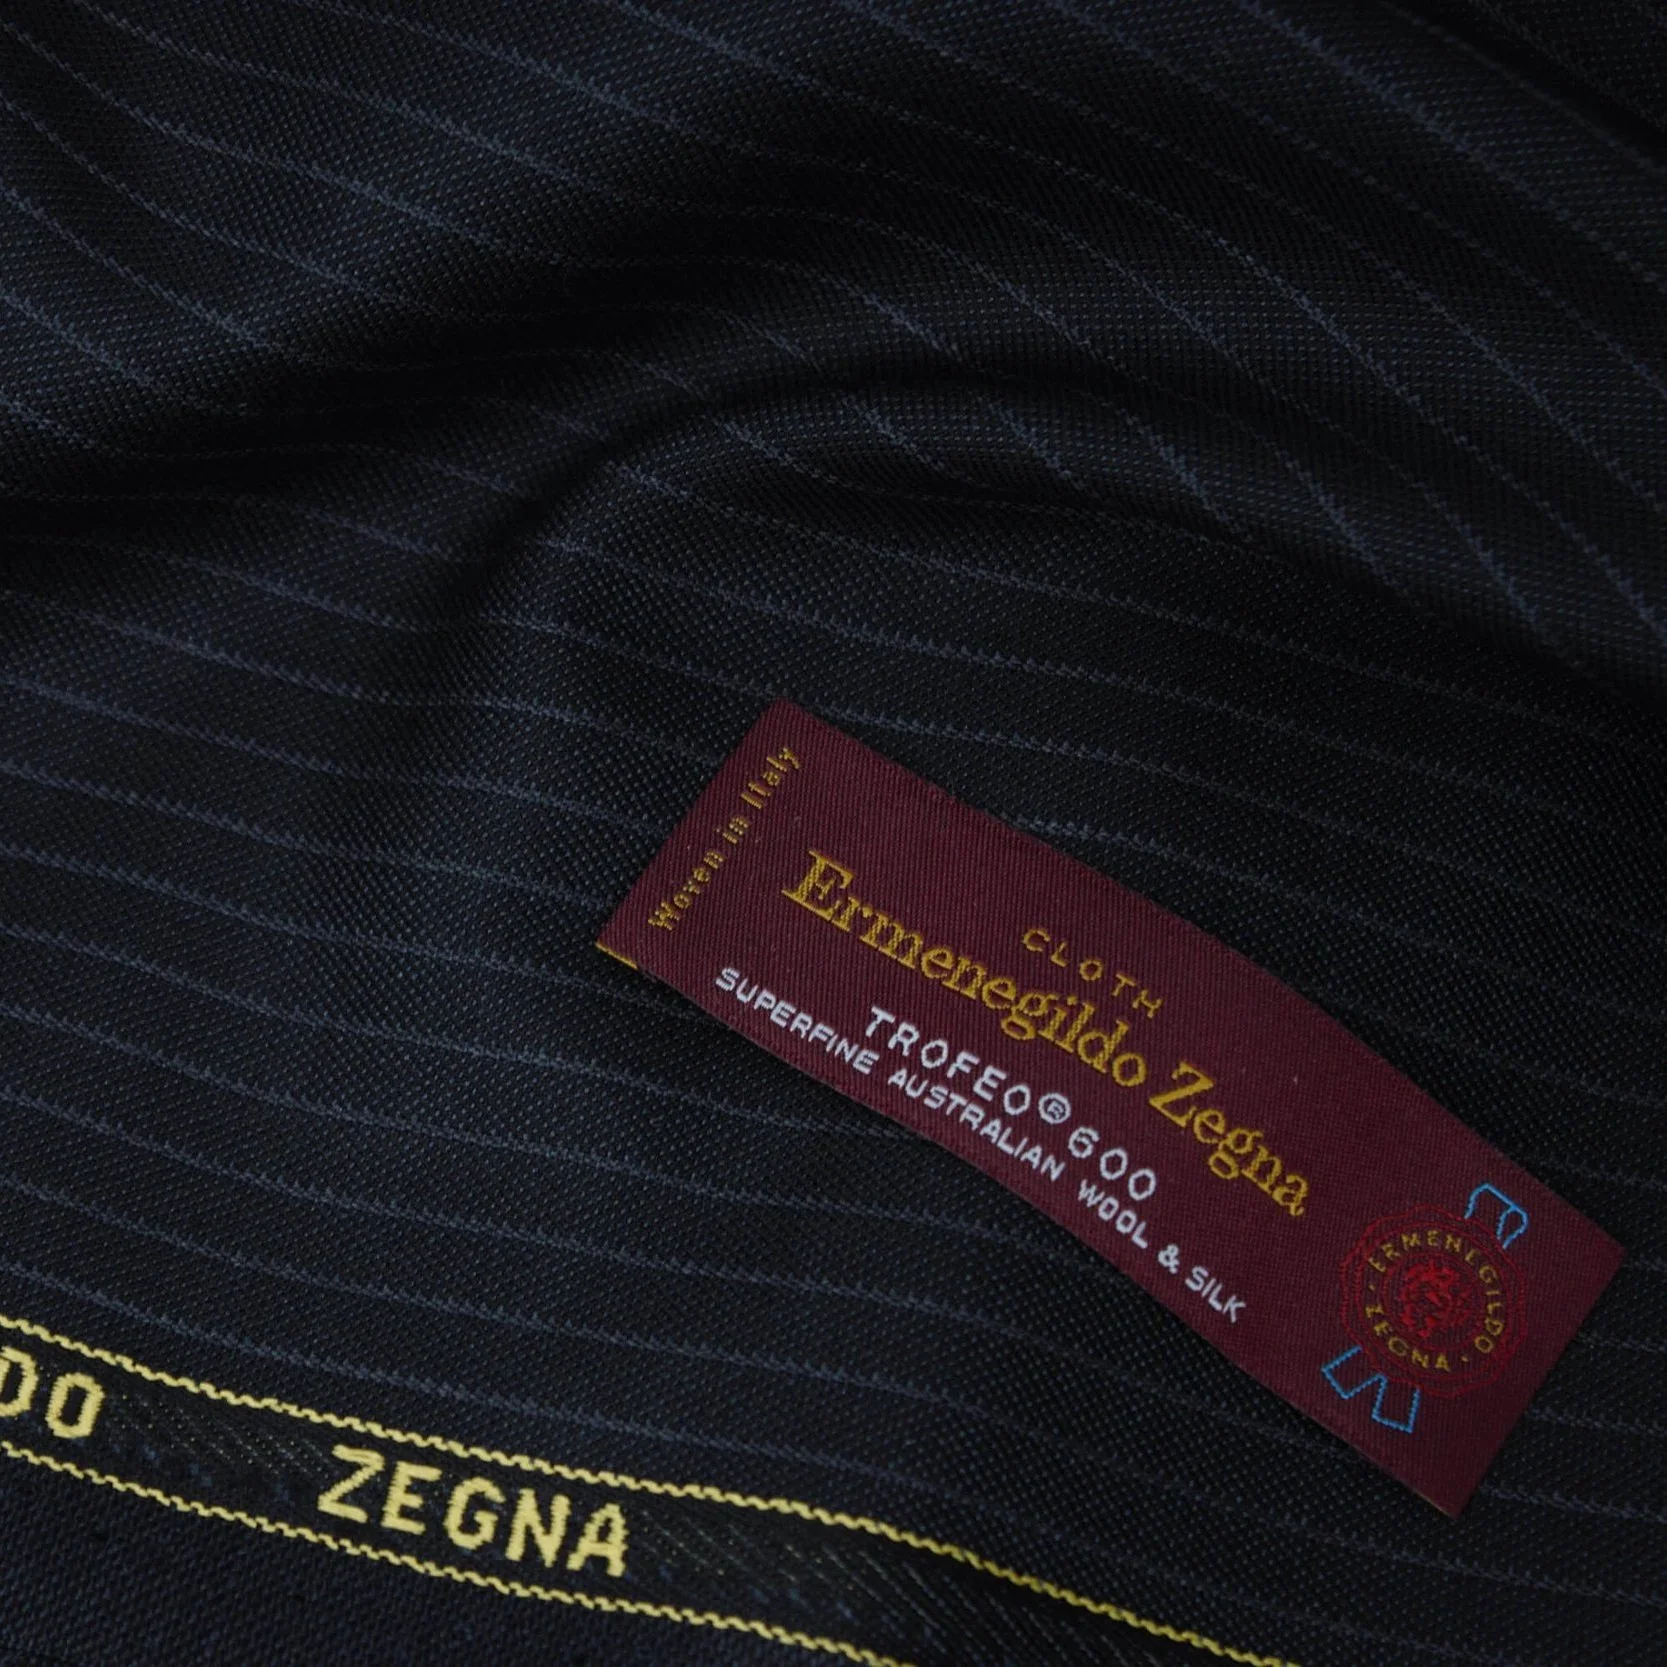 Woven in Italy
CLOTH
Ermenegildo Zegna
TROFEO® 600
SUPERFINE AUSTRALIAN WOOL & SILK
· ERMENEGILDO · ZEGNA
DO ZEGNA